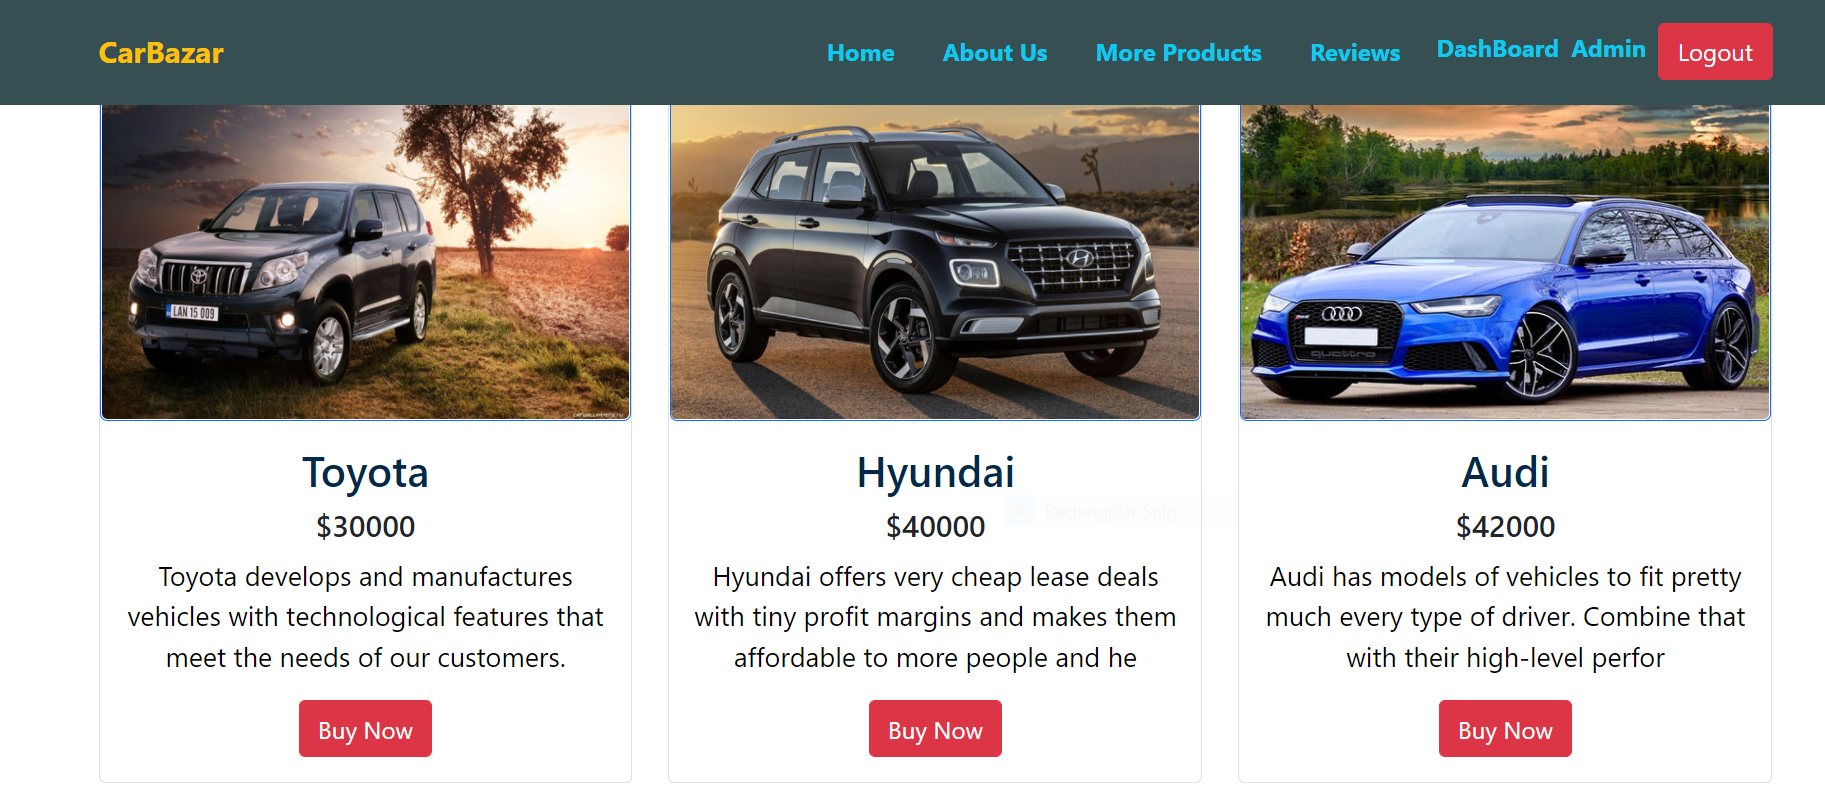 CarBazar Home About Us More Products Reviews DashBoard Admin Logout
LAN 15 009
quattro
Toyota
$30000
Toyota develops and manufactures
vehicles with technological features that
meet the needs of our customers.
Buy Now
Hyundai
$40000
Hyundai offers very cheap lease deals
with tiny profit margins and makes them
affordable to more people and he
Buy Now
Rectangular Snip
Audi
$42000
Audi has models of vehicles to fit pretty
much every type of driver. Combine that
with their high-level perfor
Buy Now